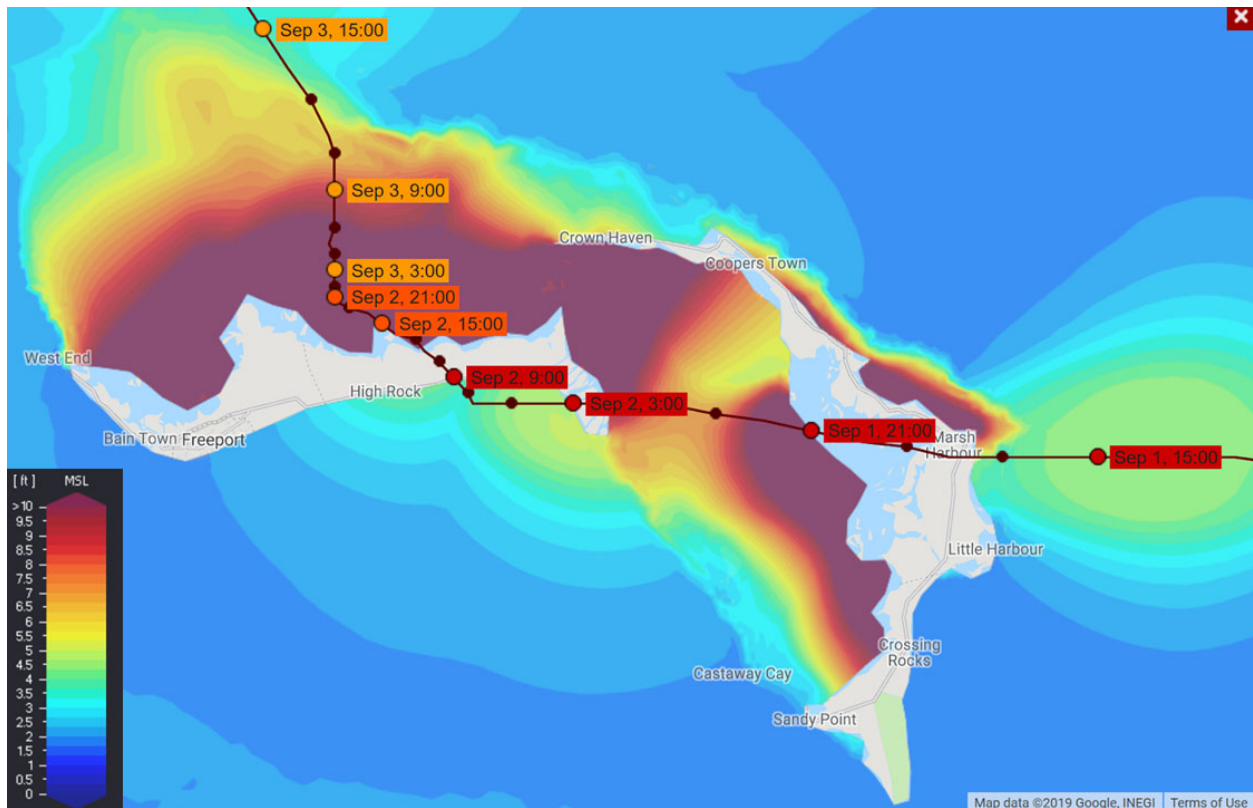 Sep 3, 15:00
Sep 3, 9:00
Crown Haven
Coopers Town
Sep 3, 3:00
Sep 2, 21:00
Sep 2, 15:00
West End
High Rock
Sep 2, 9:00
Sep 2, 3:00
Sep 1, 21:00
Marsh
Harbour
Sep 1, 15:00
Bain Town
Freeport
Little Harbour
Crossing
Rocks
Castaway Cay
Sandy Point
[ft] MSL
>10
9.5
9
8.5
8
7.5
7
6.5
6
5.5
5
4.5
4
3.5
3
2.5
2
1.5
1
0.5
0
Map data ©2019 Google, INEGI
Terms of Use